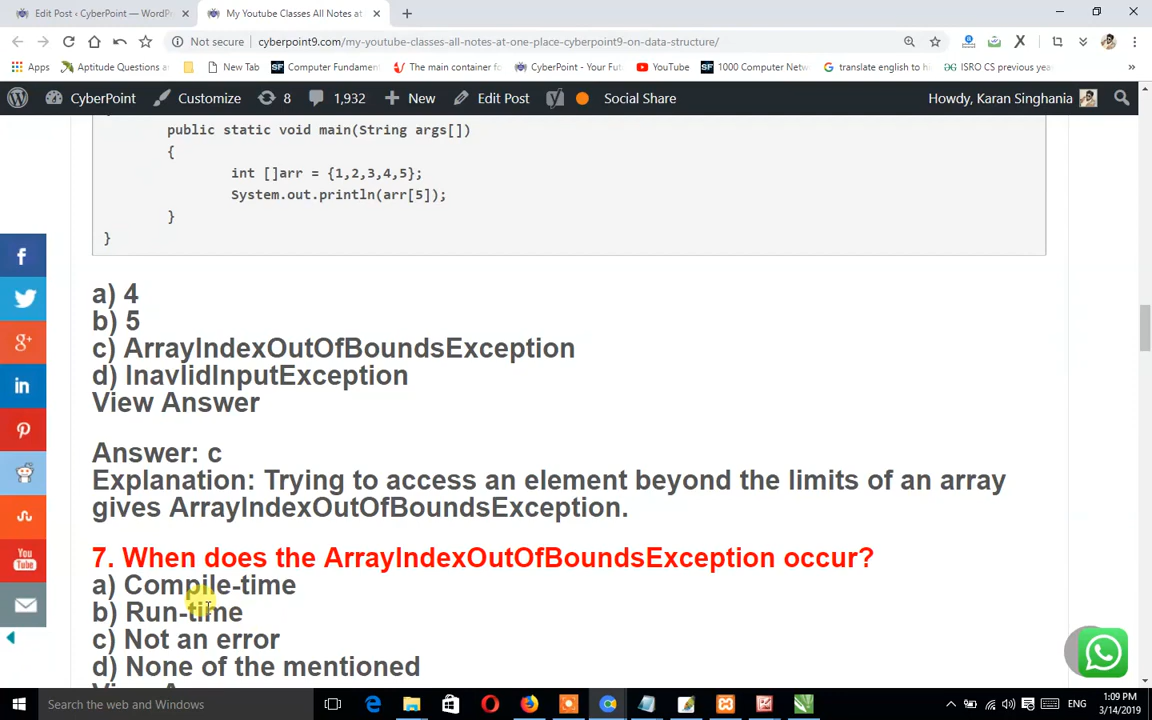 Edit Post ‹ CyberPoint — WordP
My Youtube Classes All Notes at
Not secure
cyberpoint9.com/my-youtube-classes-all-notes-at-one-place-cyberpoint9-on-data-structure/
Apps
Aptitude Questions a
New Tab
Computer Fundament
The main container fo
CyberPoint - Your Fut
YouTube
1000 Computer Netw
translate english to hi
ISRO CS previous yea
CyberPoint
Customize
8
1,932
New
Edit Post
Social Share
Howdy, Karan Singhania
public static void main(String args[])
{
int []arr = {1,2,3,4,5};
System.out.println(arr[5]);
}
}
a) 4
b) 5
c) ArrayIndexOutOfBoundsException
d) InavlidInputException
View Answer
Answer: c
Explanation: Trying to access an element beyond the limits of an array
gives ArrayIndexOutOfBoundsException.
7. When does the ArrayIndexOutOfBoundsException occur?
a) Compile-time
b) Run-time
c) Not an error
d) None of the mentioned
You
Tube
Search the web and Windows
ENG
1:09 PM
3/14/2019